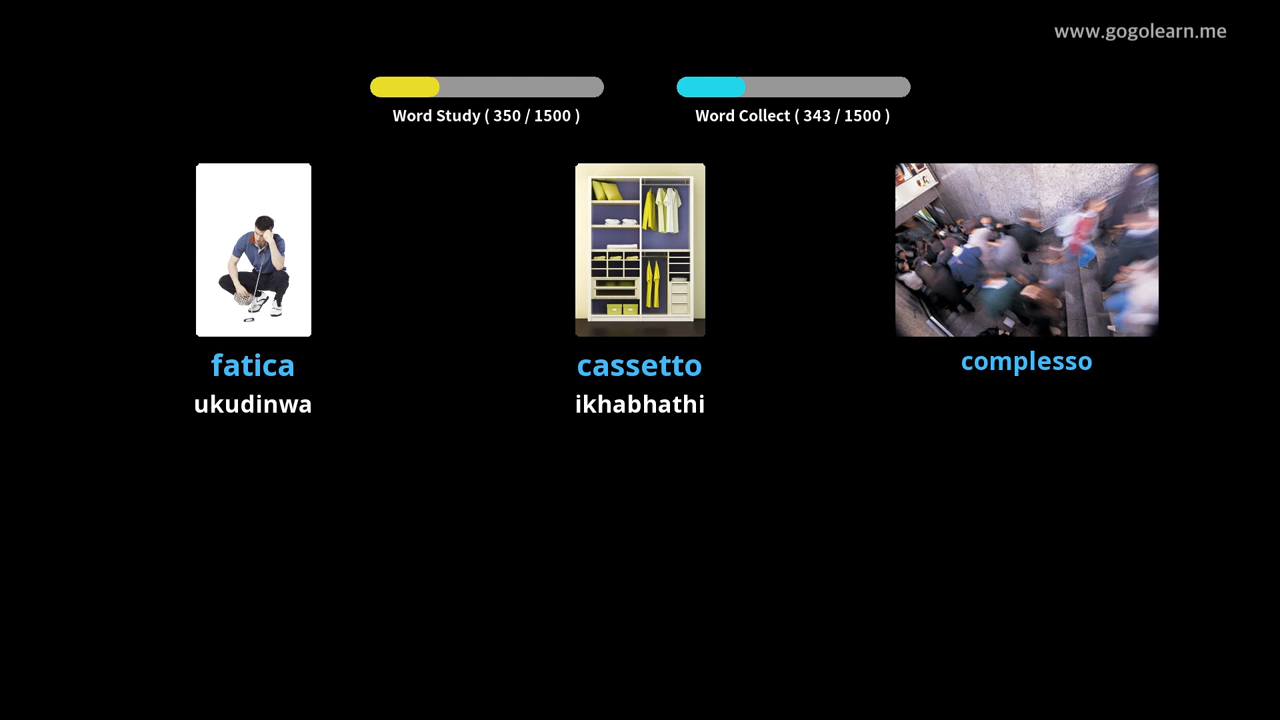 www.gogolearn.me
Word Study ( 350 / 1500 )
Word Collect ( 343 / 1500 )
fatica
cassetto
complesso
ukudinwa
ikhabhathi